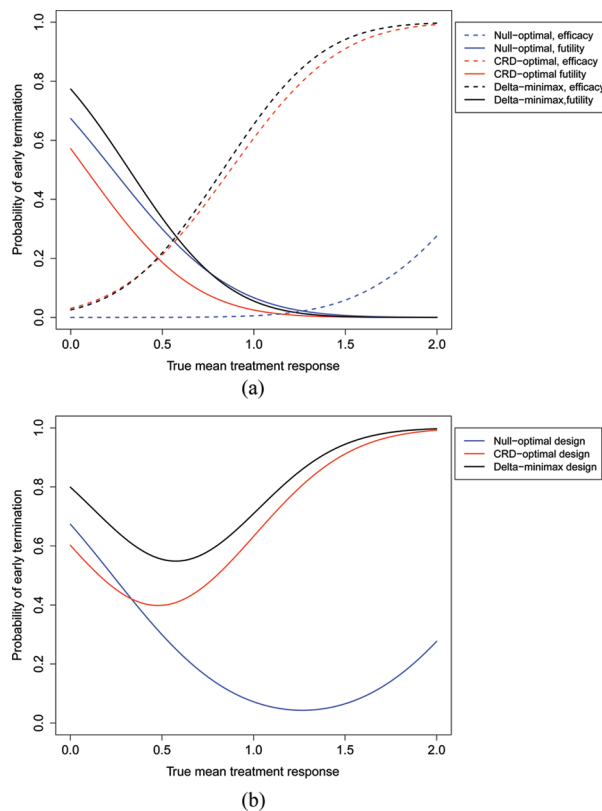 Probability of early termination
1.0
0.8
0.6
0.4
0.2
0.0
0.0 0.5 1.0 1.5 2.0
True mean treatment response
Null−optimal, efficacy
Null−optimal, futility
CRD−optimal, efficacy
CRD−optimal futility
Delta−minimax, efficacy
Delta−minimax,futility
(a)
Probability of early termination
1.0
0.8
0.6
0.4
0.2
0.0
0.0 0.5 1.0 1.5 2.0
True mean treatment response
Null−optimal design
CRD−optimal design
Delta−minimax design
(b)